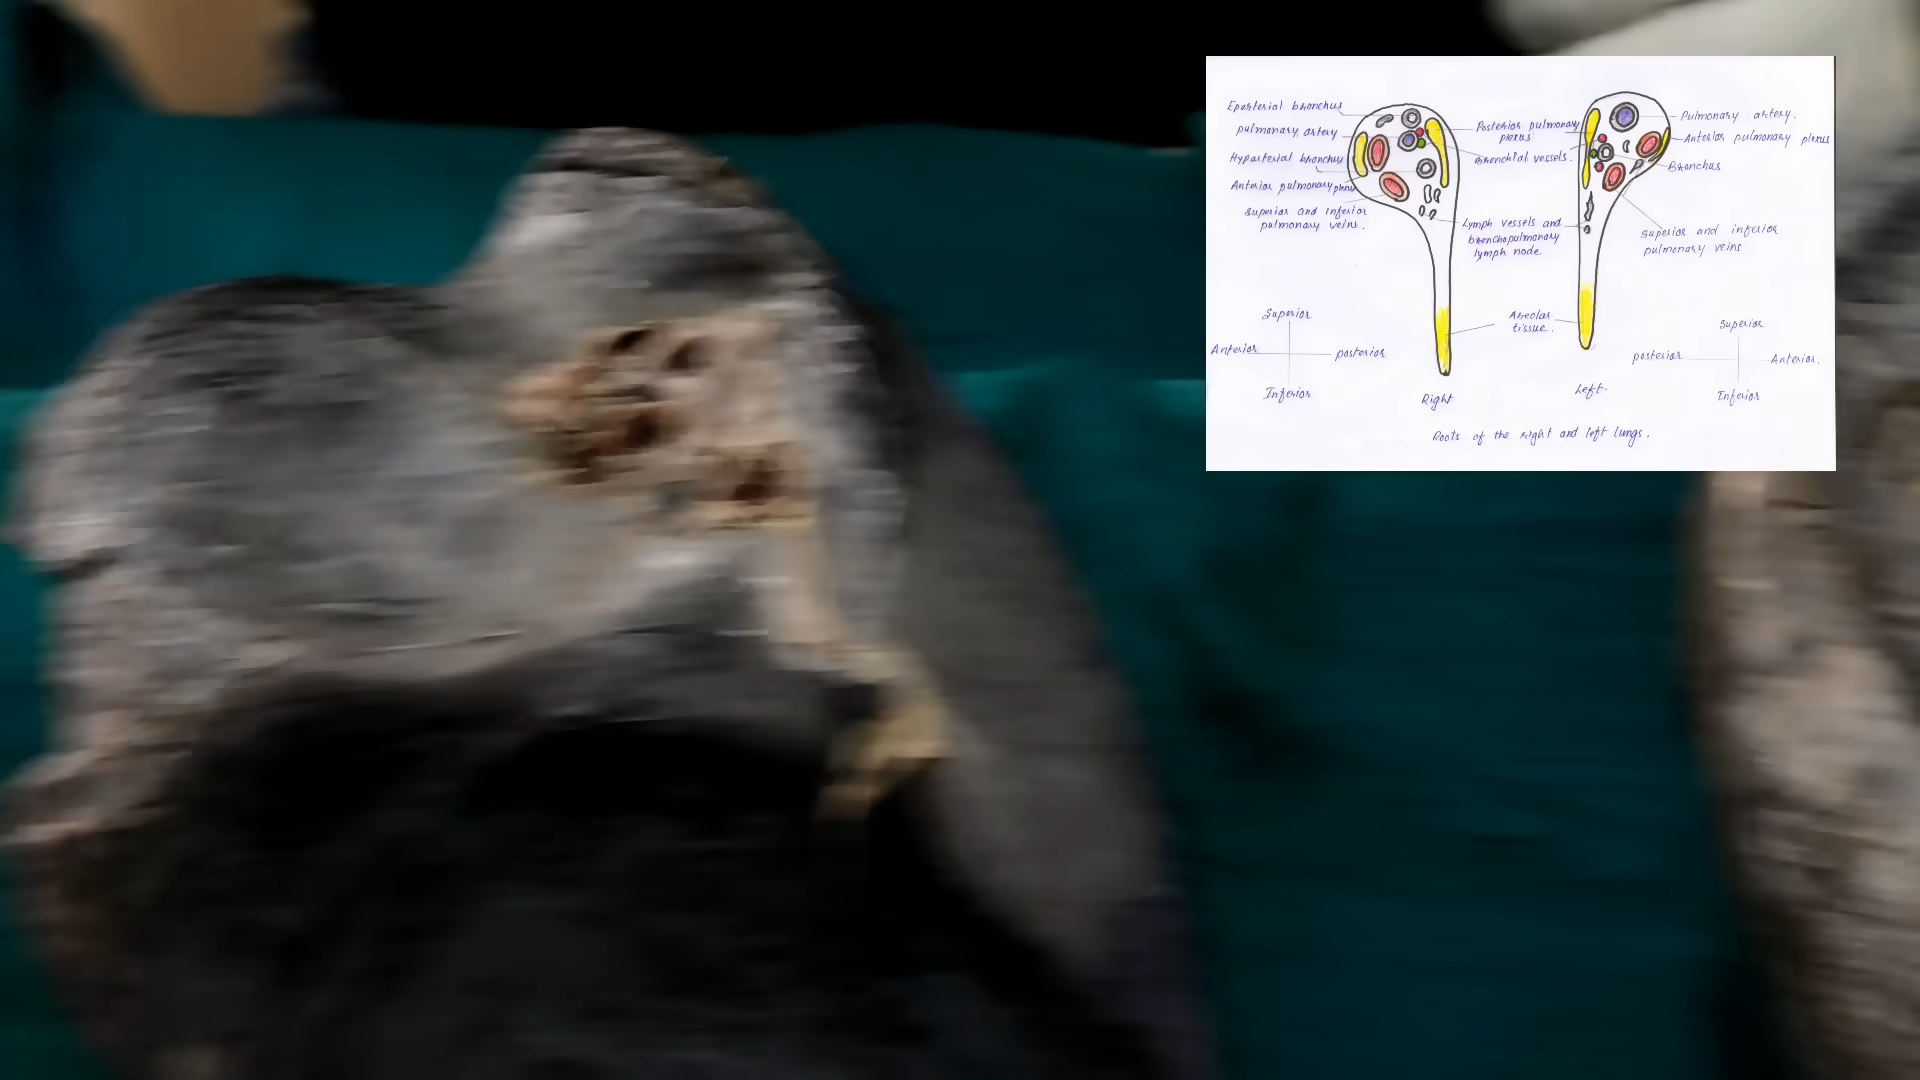 Eparterial bronchus
pulmonary artery
Hyparterial bronchus
Anterior pulmonary plexus
Superior and inferior
pulmonary veins.
Posterior pulmonary
plexus
Bronchial vessels.
Lymph vessels and
bronchopulmonary
lymph node
Areolar
tissue.
Pulmonary artery.
Anterior pulmonary plexus
Bronchus
Superior and inferior
pulmonary veins
Superior
Anterior
posterior
Inferior
Right
Left
Superior
posterior
Anterior.
Inferior
Roots of the right and left lungs.